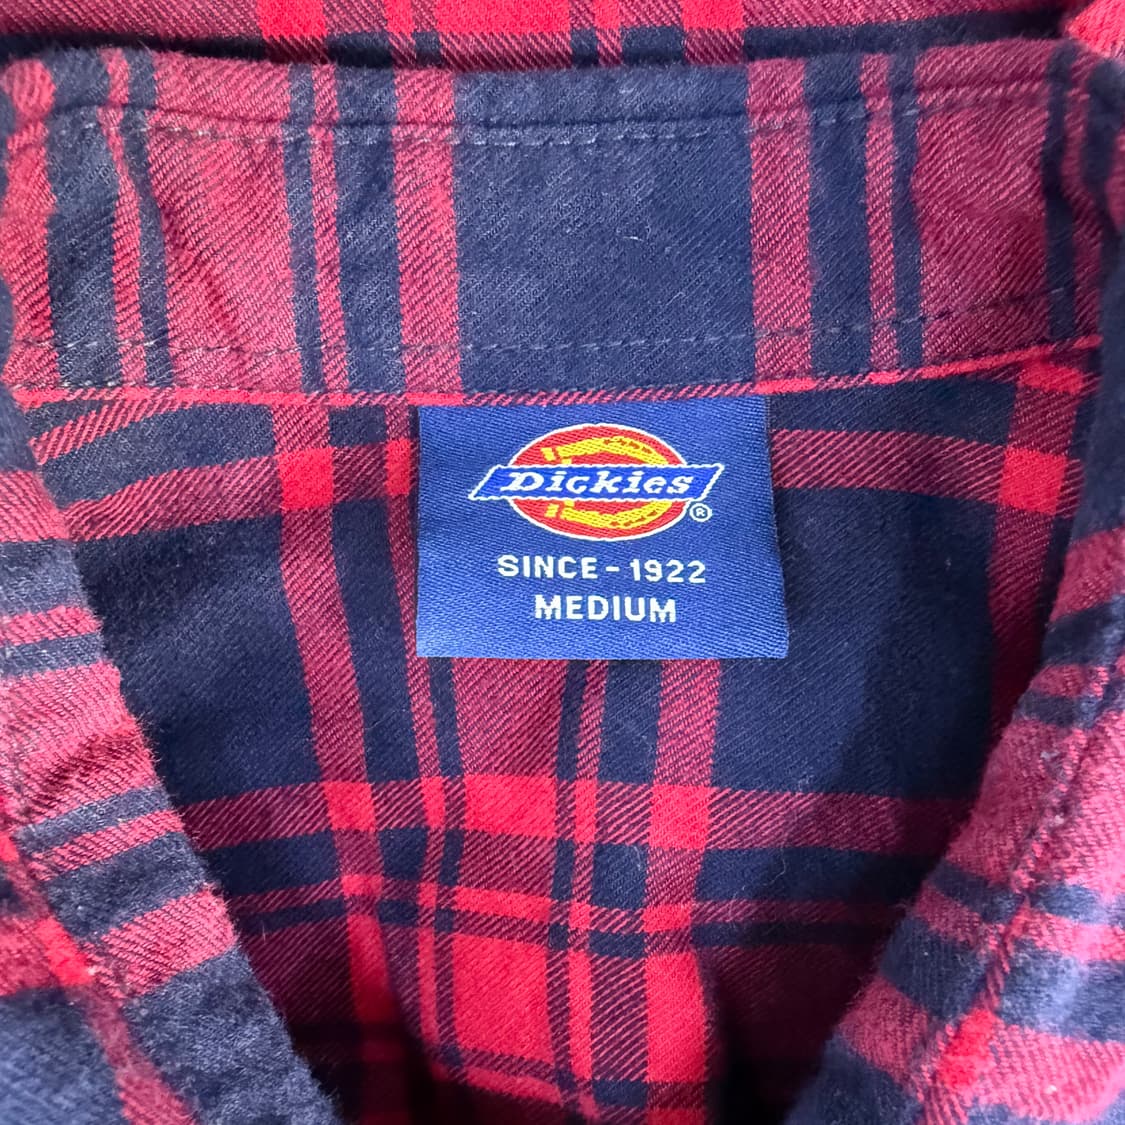 Dickies
®
SINCE - 1922
MEDIUM